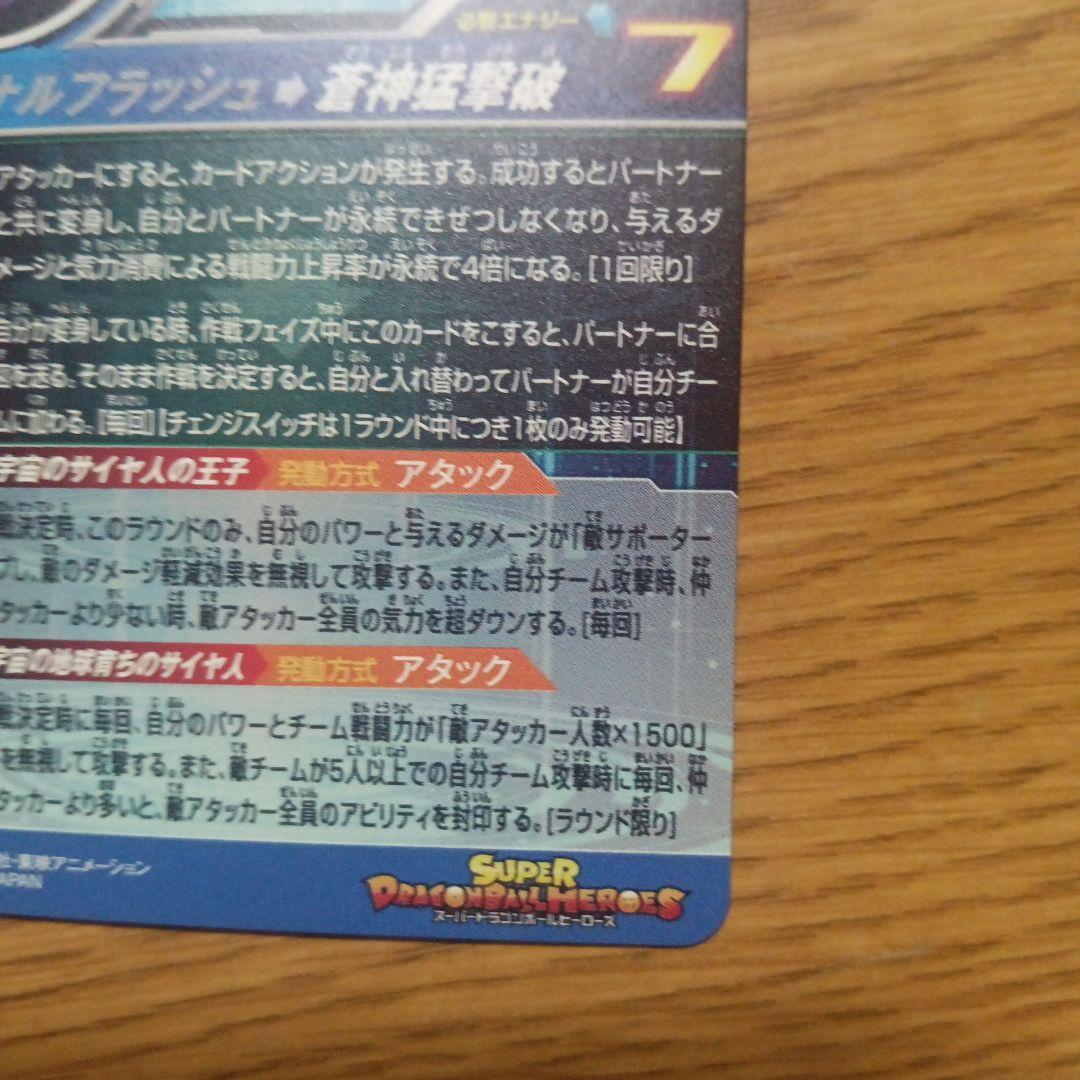 必要エナジー 7
ナルフラッシュ➡蒼神猛撃破
アタッカーにすると、カードアクションが発生する。成功するとパートナー
と共に変身し、自分とパートナーが永続できぜつしなくなり、与えるダ
メージと気力消費による戦闘力上昇率が永続で4倍になる。[1回限り]
自分が変身している時、作戦フェイズ中にこのカードをこすると、パートナーに合
図を送る。そのまま作戦を決定すると、自分と入れ替わってパートナーが自分チー
ムに加わる。[毎回]【チェンジスイッチは1ラウンド中につき1枚のみ発動可能】
宇宙のサイヤ人の王子 発動方式 アタック
戦決定時、このラウンドのみ、自分のパワーと与えるダメージが「敵サポーター
プし、敵のダメージ軽減効果を無視して攻撃する。また、自分チーム攻撃時、仲
タッカーより少ない時、敵アタッカー全員の気力を超ダウンする。[毎回]
宇宙の地球育ちのサイヤ人 発動方式 アタック
戦決定時に毎回、自分のパワーとチーム戦闘力が「敵アタッカー人数×1500」
を無視して攻撃する。また、敵チームが5人以上での自分チーム攻撃時に毎回、仲
タッカーより多いと、敵アタッカー全員のアビリティを封印する。[ラウンド限り]
社・東映アニメーション
JAPAN
SUPER
DRAGONBALL HEROES
スーパードラゴンボールヒーローズ